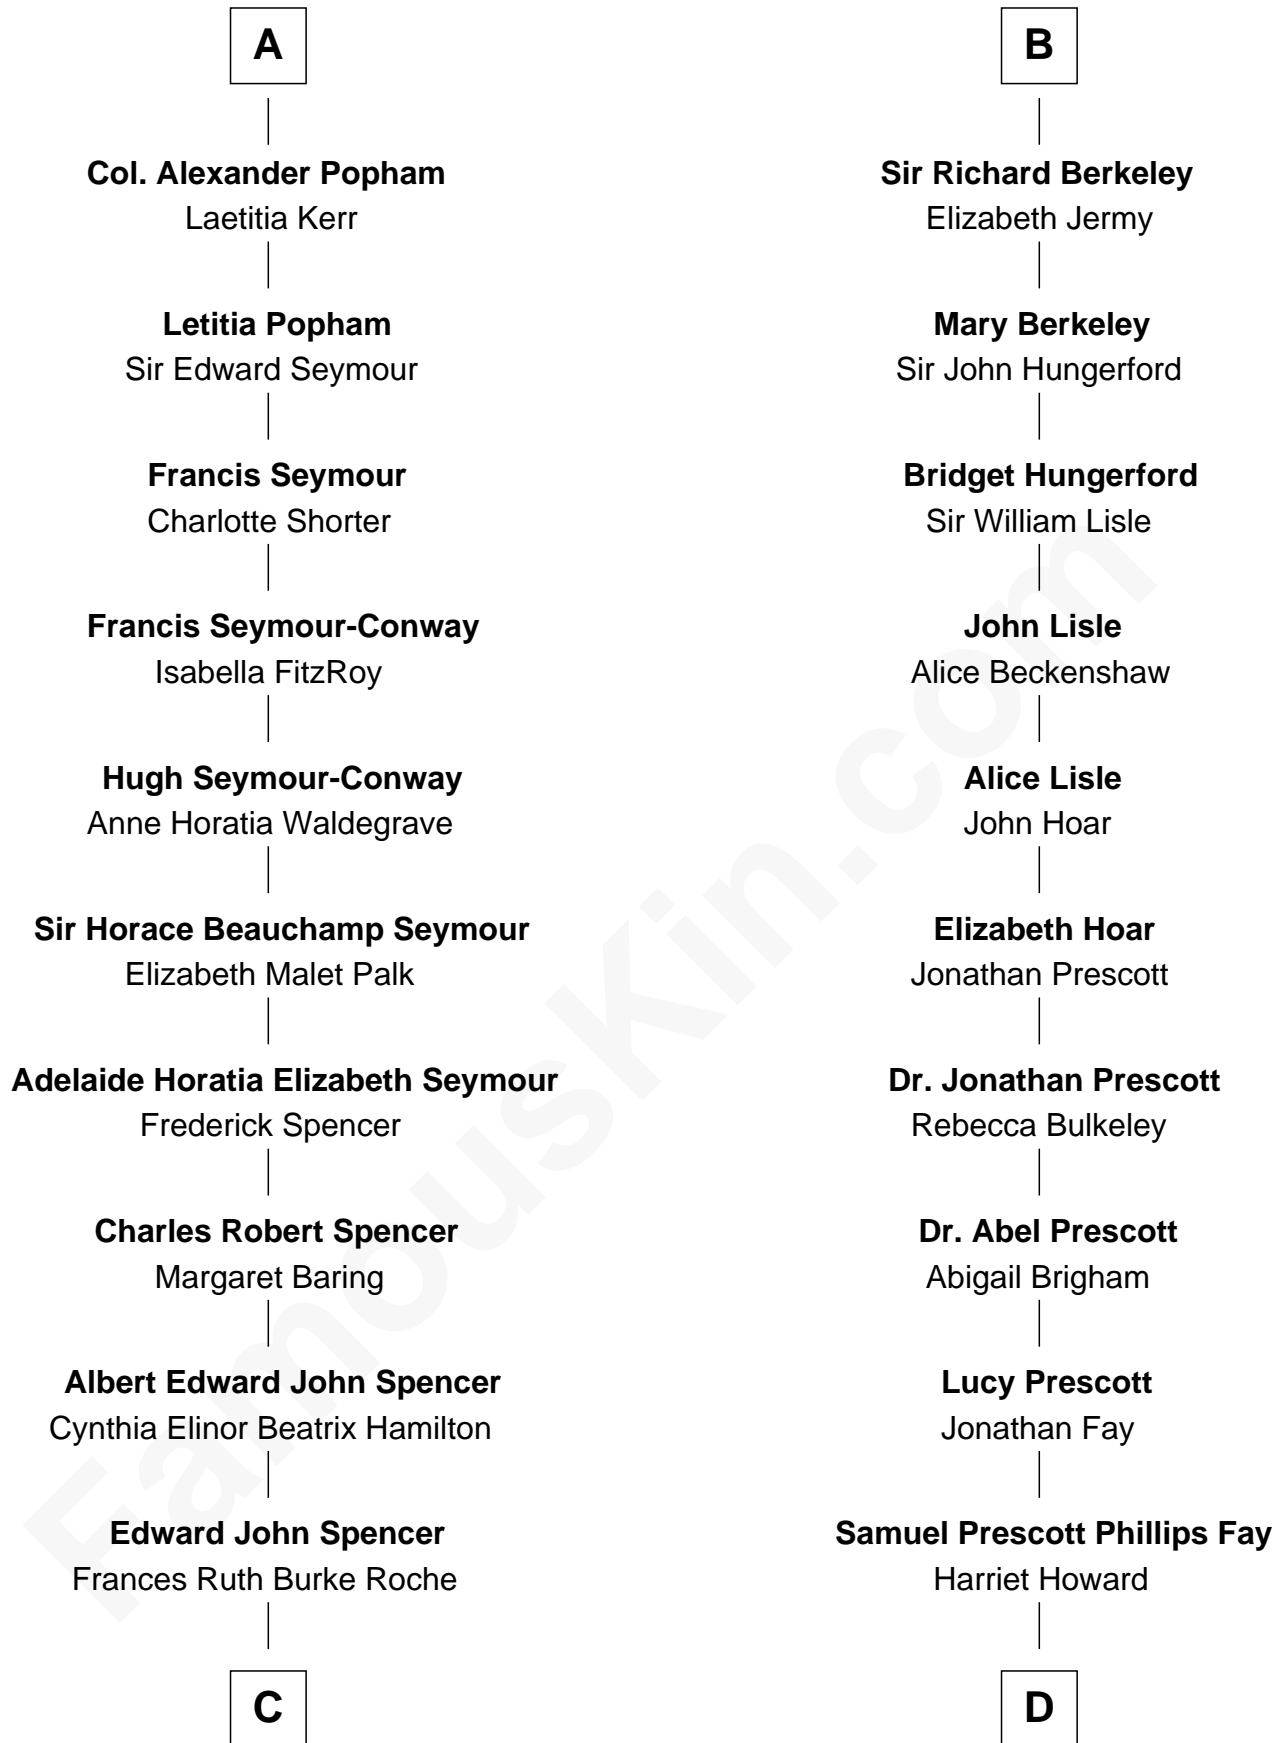 A
Col. Alexander Popham
Laetitia Kerr
Letitia Popham
Sir Edward Seymour
Francis Seymour
Charlotte Shorter
Francis Seymour-Conway
Isabella FitzRoy
Hugh Seymour-Conway
Anne Horatia Waldegrave
Sir Horace Beauchamp Seymour
Elizabeth Malet Palk
Adelaide Horatia Elizabeth Seymour
Frederick Spencer
Charles Robert Spencer
Margaret Baring
Albert Edward John Spencer
Cynthia Elinor Beatrix Hamilton
Edward John Spencer
Frances Ruth Burke Roche
C
B
Sir Richard Berkeley
Elizabeth Jermy
Mary Berkeley
Sir John Hungerford
Bridget Hungerford
Sir William Lisle
John Lisle
Alice Beckenshaw
Alice Lisle
John Hoar
Elizabeth Hoar
Jonathan Prescott
Dr. Jonathan Prescott
Rebecca Bulkeley
Dr. Abel Prescott
Abigail Brigham
Lucy Prescott
Jonathan Fay
Samuel Prescott Phillips Fay
Harriet Howard
D
FamousKin.com